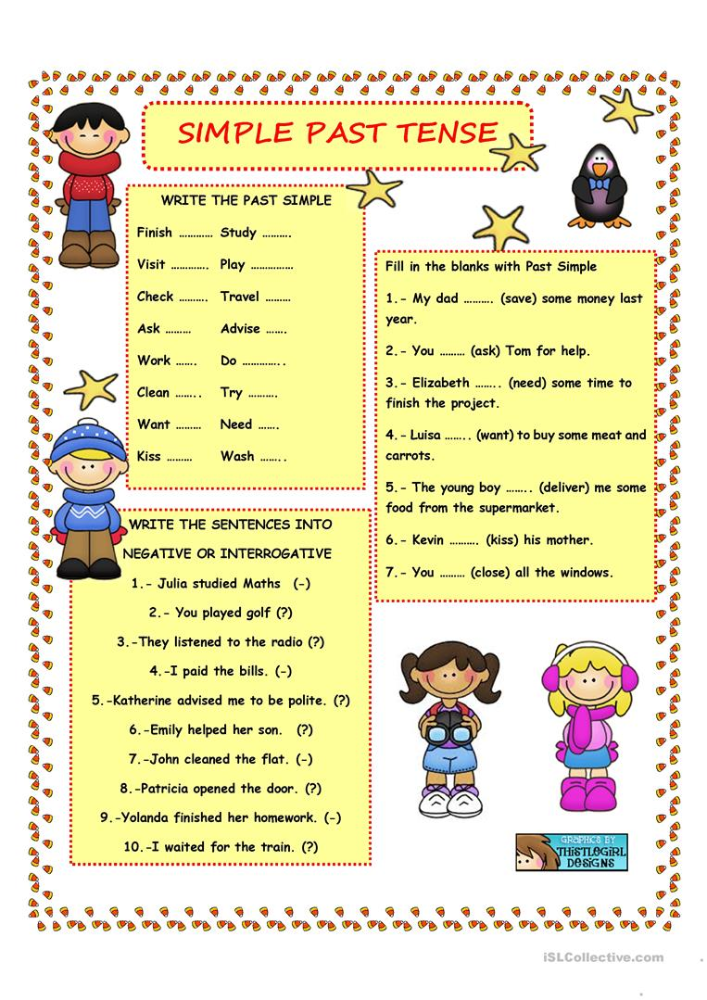 SIMPLE PAST TENSE
WRITE THE PAST SIMPLE
Finish ………… Study ……….
Visit …………. Play ……………
Check ………. Travel ………
Ask ……… Advise …….
Work ……. Do …………..
Clean …….. Try ……….
Want ……… Need …….
Kiss ……… Wash ……..
Fill in the blanks with Past Simple
1.- My dad ………. (save) some money last
year.
2.- You ……… (ask) Tom for help.
3.- Elizabeth …….. (need) some time to
finish the project.
4.- Luisa …….. (want) to buy some meat and
carrots.
5.- The young boy …….. (deliver) me some
food from the supermarket.
6.- Kevin ………. (kiss) his mother.
7.- You ……… (close) all the windows.
WRITE THE SENTENCES INTO
NEGATIVE OR INTERROGATIVE
1.- Julia studied Maths (-)
2.- You played golf (?)
3.-They listened to the radio (?)
4.-I paid the bills. (-)
5.-Katherine advised me to be polite. (?)
6.-Emily helped her son. (?)
7.-John cleaned the flat. (-)
8.-Patricia opened the door. (?)
9.-Yolanda finished her homework. (-)
10.-I waited for the train. (?)
GRAPHICS BY
THISTLEGIRL
DESIGNS
iSLCollective.com